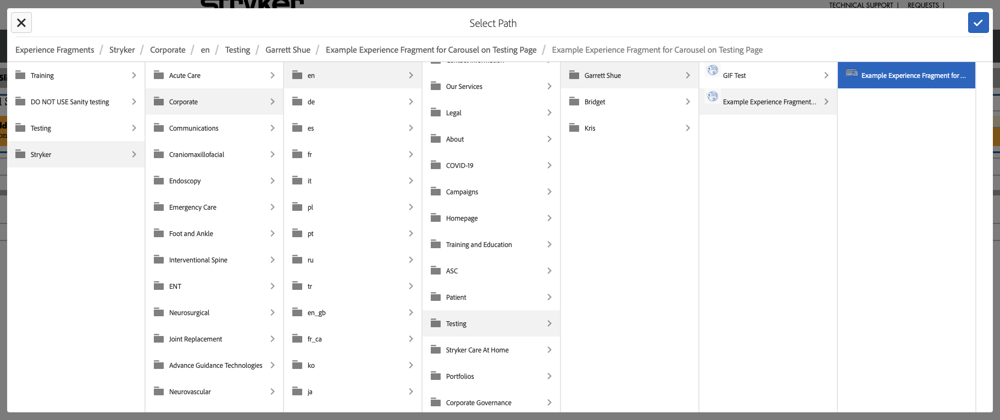 stryker
TECHNICAL SUPPORT |
REQUESTS |
Select Path
Experience Fragments / Stryker / Corporate / en / Testing / Garrett Shue / Example Experience Fragment for Carousel on Testing Page / Example Experience Fragment for Carousel on Testing Page
Training
DO NOT USE Sanity testing
Testing
Stryker
Acute Care
Corporate
Communications
Craniomaxillofacial
Endoscopy
Emergency Care
Foot and Ankle
Interventional Spine
ENT
Neurosurgical
Joint Replacement
Advance Guidance Technologies
Neurovascular
en
de
es
fr
it
pl
pt
ru
tr
en_gb
fr_ca
ko
ja
Contact Information
Our Services
Legal
About
COVID-19
Campaigns
Homepage
Training and Education
ASC
Patient
Testing
Stryker Care At Home
Portfolios
Corporate Governance
Garrett Shue
Bridget
Kris
GIF Test
Example Experience Fragment...
Example Experience Fragment for ...